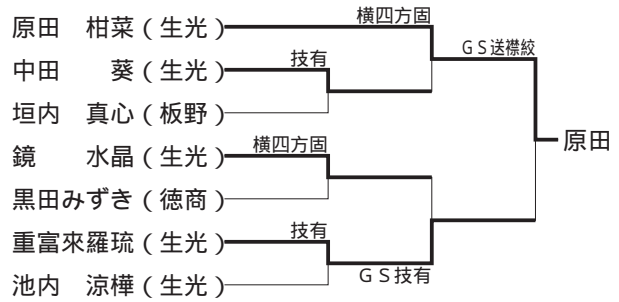 原田　柑菜（生光）
中田　　葵（生光）
垣内　真心（板野）
鏡　　水晶（生光）
黒田みずき（徳商）
重富來羅琉（生光）
池内　涼樺（生光）
横四方固
技有
横四方固
技有
ＧＳ技有
ＧＳ送襟絞
原田